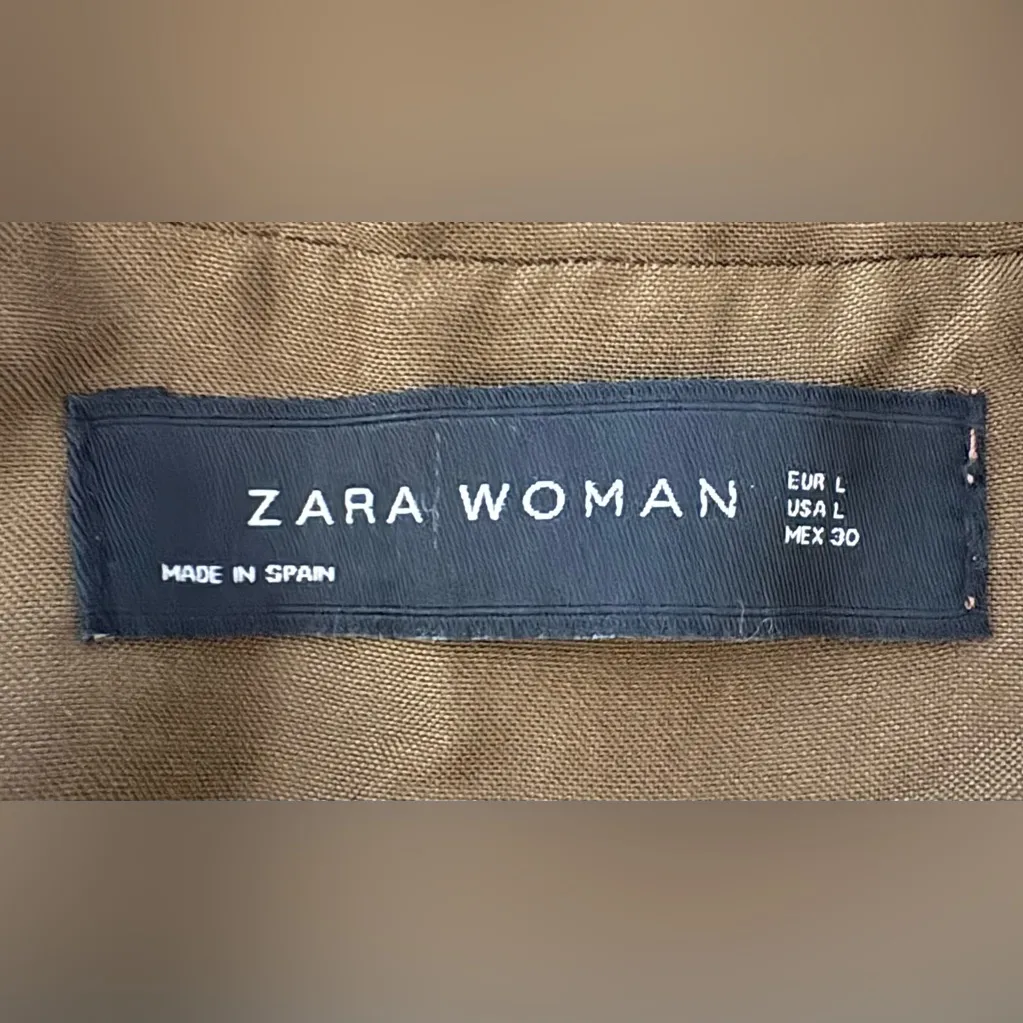 ZARA WOMAN
EUR L
USA L
MEX 30
MADE IN SPAIN